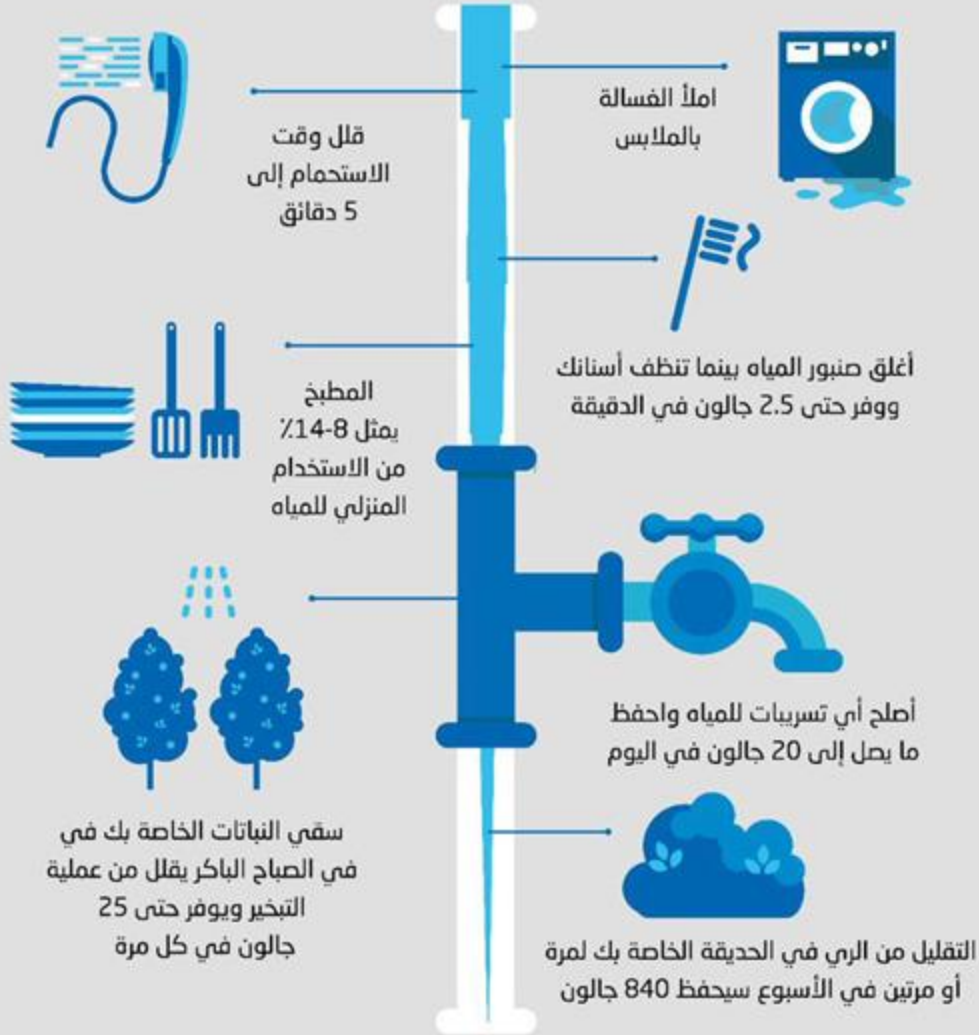 املأ الغسالة
بالملابس
قلل وقت
الاستحمام إلى
5 دقائق
أغلق صنبور المياه بينما تنظف أسنانك
ووفر حتى 2.5 جالون في الدقيقة
المطبخ
يمثل 8-14٪
من الاستخدام
المنزلي للمياه
أصلح أي تسريبات للمياه واحفظ
ما يصل إلى 20 جالون في اليوم
سقي النباتات الخاصة بك في
في الصباح الباكر يقلل من عملية
التبخير ويوفر حتى 25
جالون في كل مرة
التقليل من الري في الحديقة الخاصة بك لمرة
أو مرتين في الأسبوع سيحفظ 840 جالون